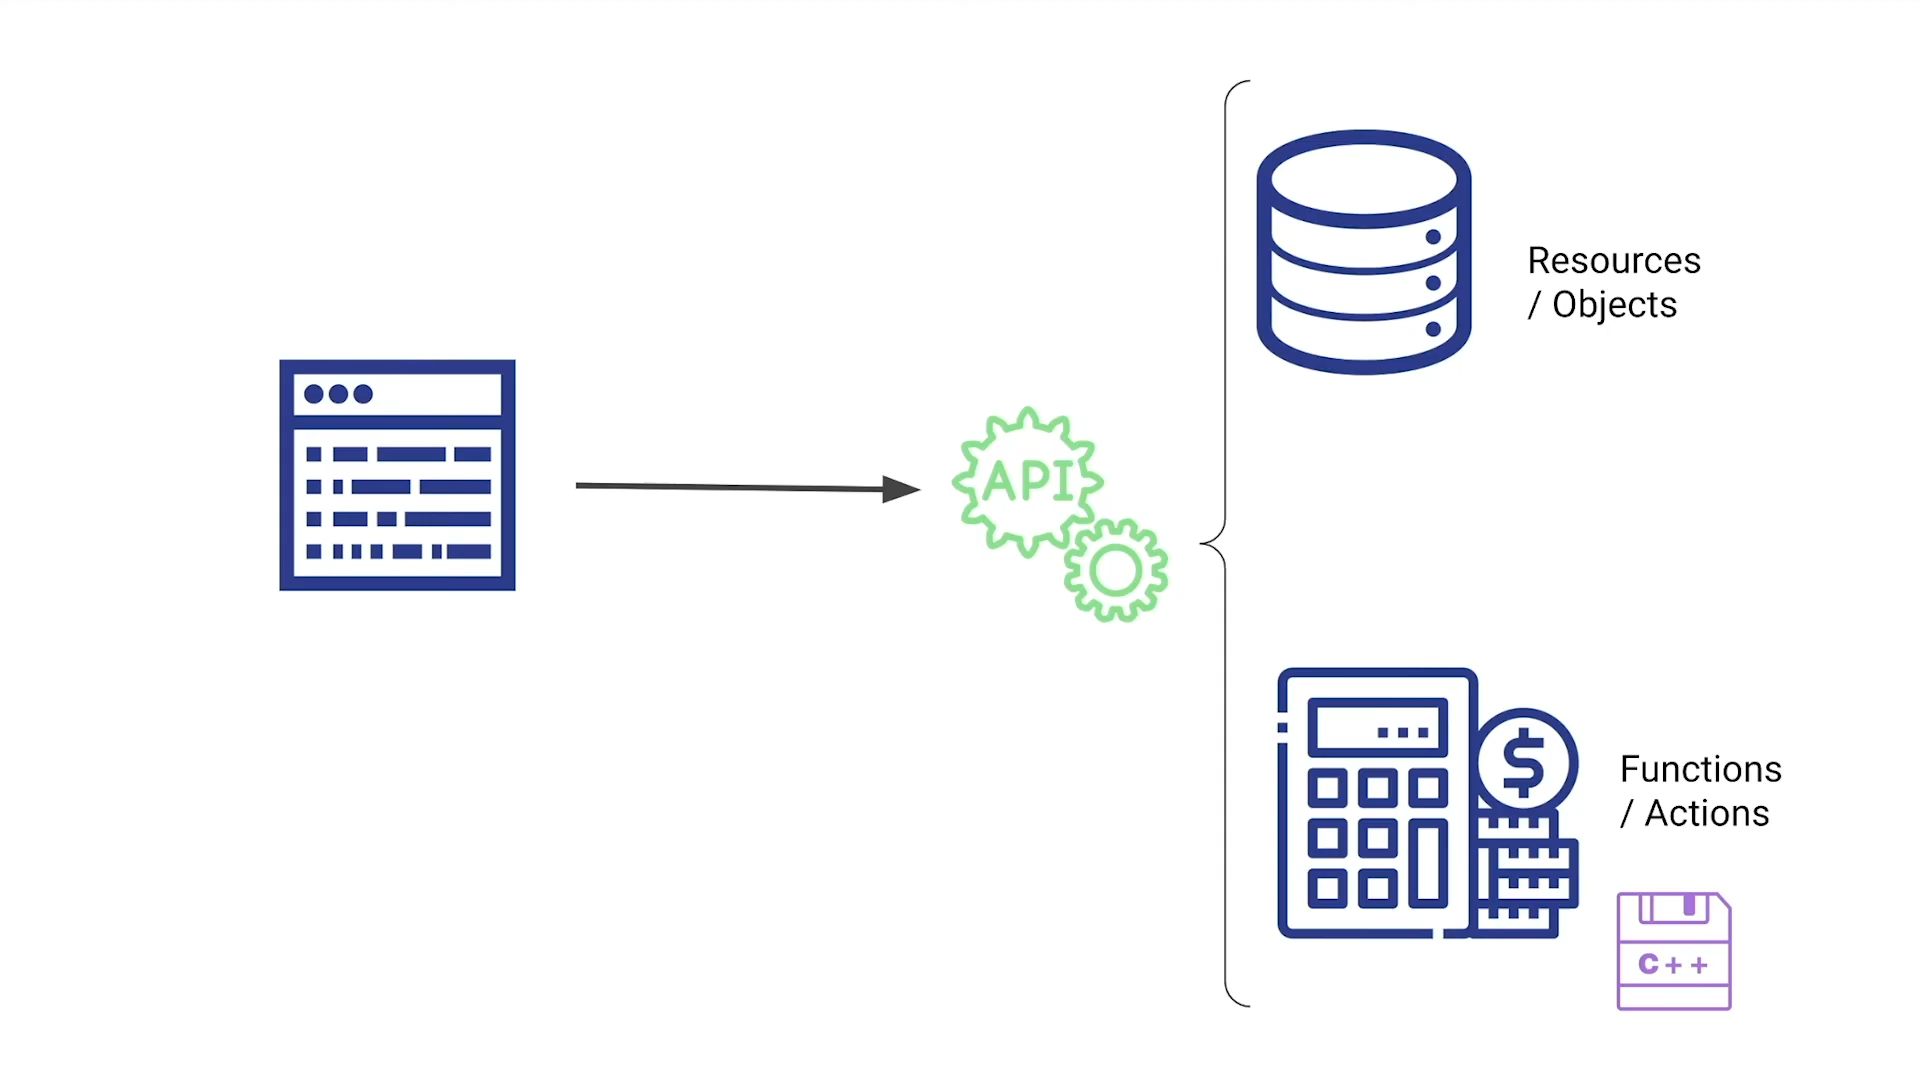 API
Resources
/ Objects
$
Functions
/ Actions
C++